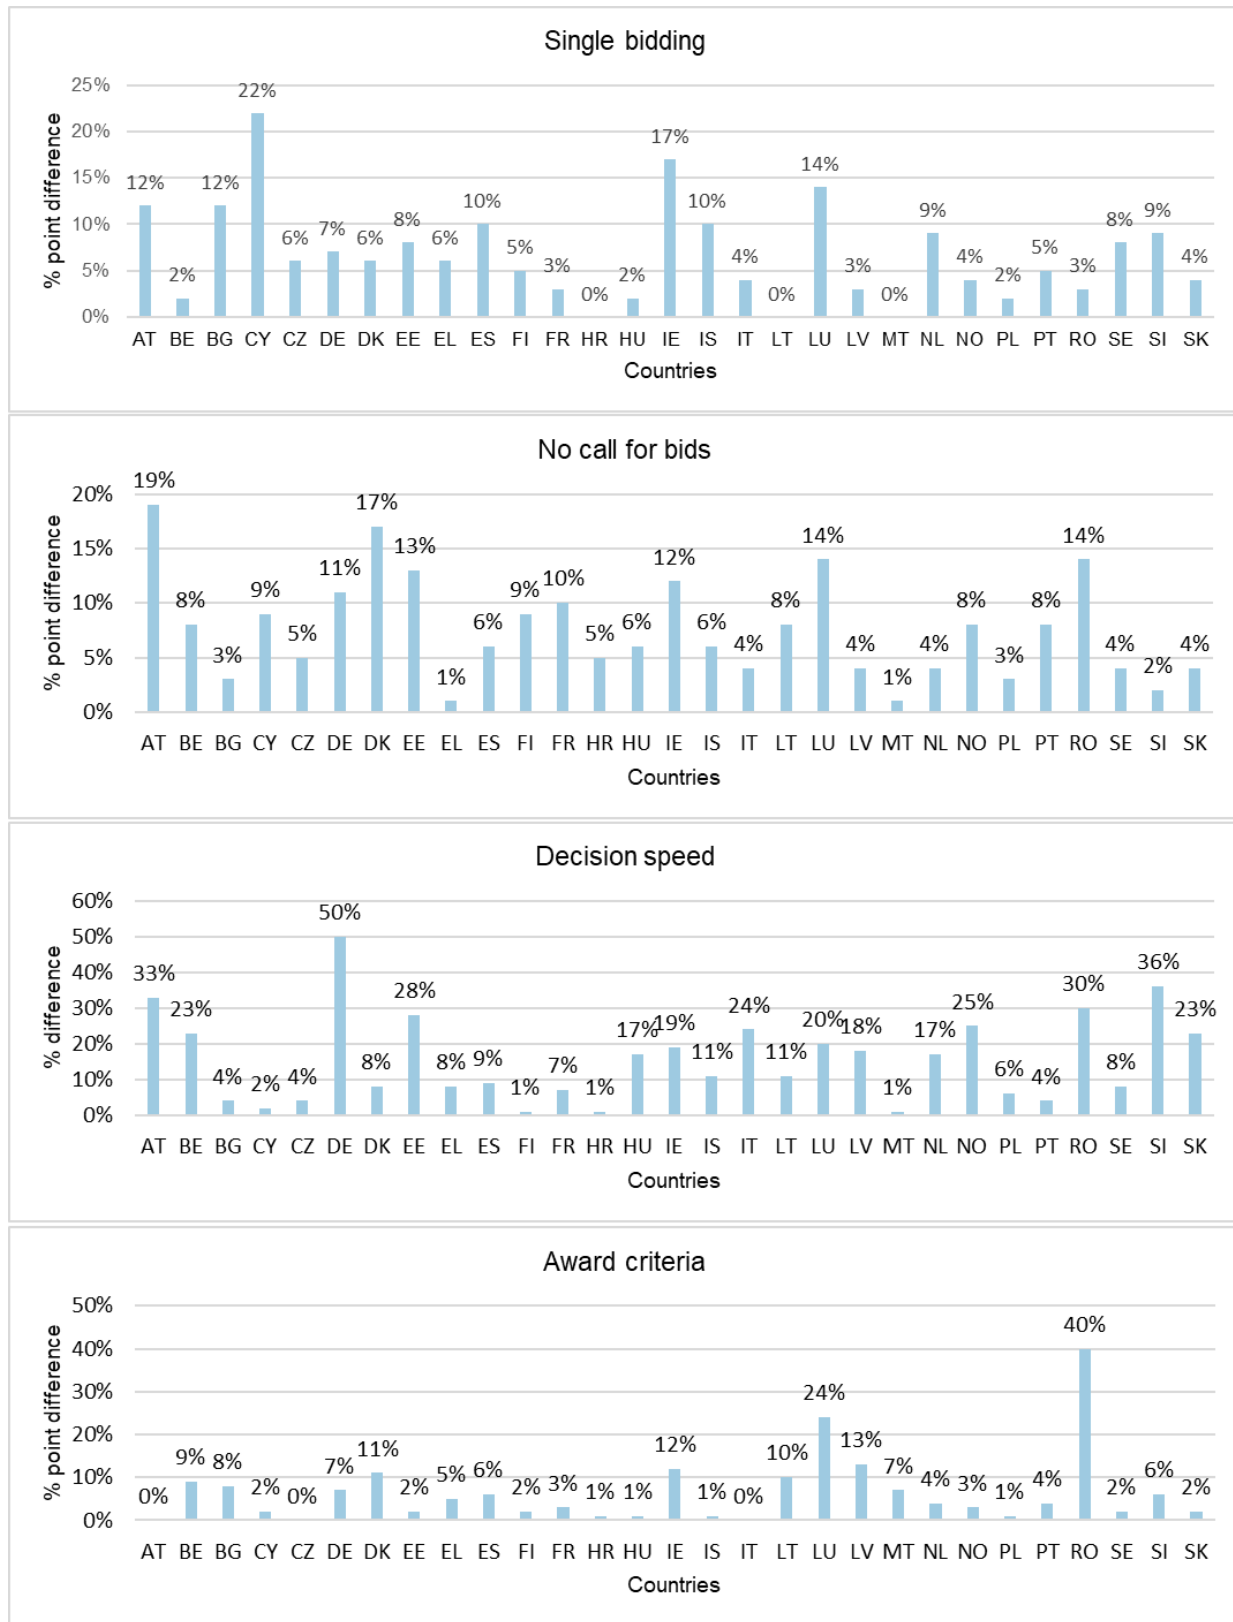 Single bidding
% point difference
25%
20%
15%
10%
5%
0%
12% 2% 12% 22% 6% 7% 6% 8% 6% 10% 5% 3% 0% 2% 17% 10% 4% 0% 14% 3% 0% 9% 4% 2% 5% 3% 8% 9% 4%
AT BE BG CY CZ DE DK EE EL ES FI FR HR HU IE IS IT LT LU LV MT NL NO PL PT RO SE SI SK
Countries
No call for bids
% point difference
20%
15%
10%
5%
0%
19% 8% 3% 9% 5% 11% 17% 13% 1% 6% 9% 10% 5% 6% 12% 6% 4% 8% 14% 4% 1% 4% 8% 3% 8% 14% 4% 2% 4%
AT BE BG CY CZ DE DK EE EL ES FI FR HR HU IE IS IT LT LU LV MT NL NO PL PT RO SE SI SK
Countries
Decision speed
% difference
60%
50%
40%
30%
20%
10%
0%
33% 23% 4% 2% 4% 50% 8% 28% 8% 9% 1% 7% 1% 17% 19% 11% 24% 11% 20% 18% 1% 17% 25% 6% 4% 30% 8% 36% 23%
AT BE BG CY CZ DE DK EE EL ES FI FR HR HU IE IS IT LT LU LV MT NL NO PL PT RO SE SI SK
Countries
Award criteria
% point difference
50%
40%
30%
20%
10%
0%
0% 9% 8% 2% 0% 7% 11% 2% 5% 6% 2% 3% 1% 1% 12% 1% 0% 10% 24% 13% 7% 4% 3% 1% 4% 40% 2% 6% 2%
AT BE BG CY CZ DE DK EE EL ES FI FR HR HU IE IS IT LT LU LV MT NL NO PL PT RO SE SI SK
Countries